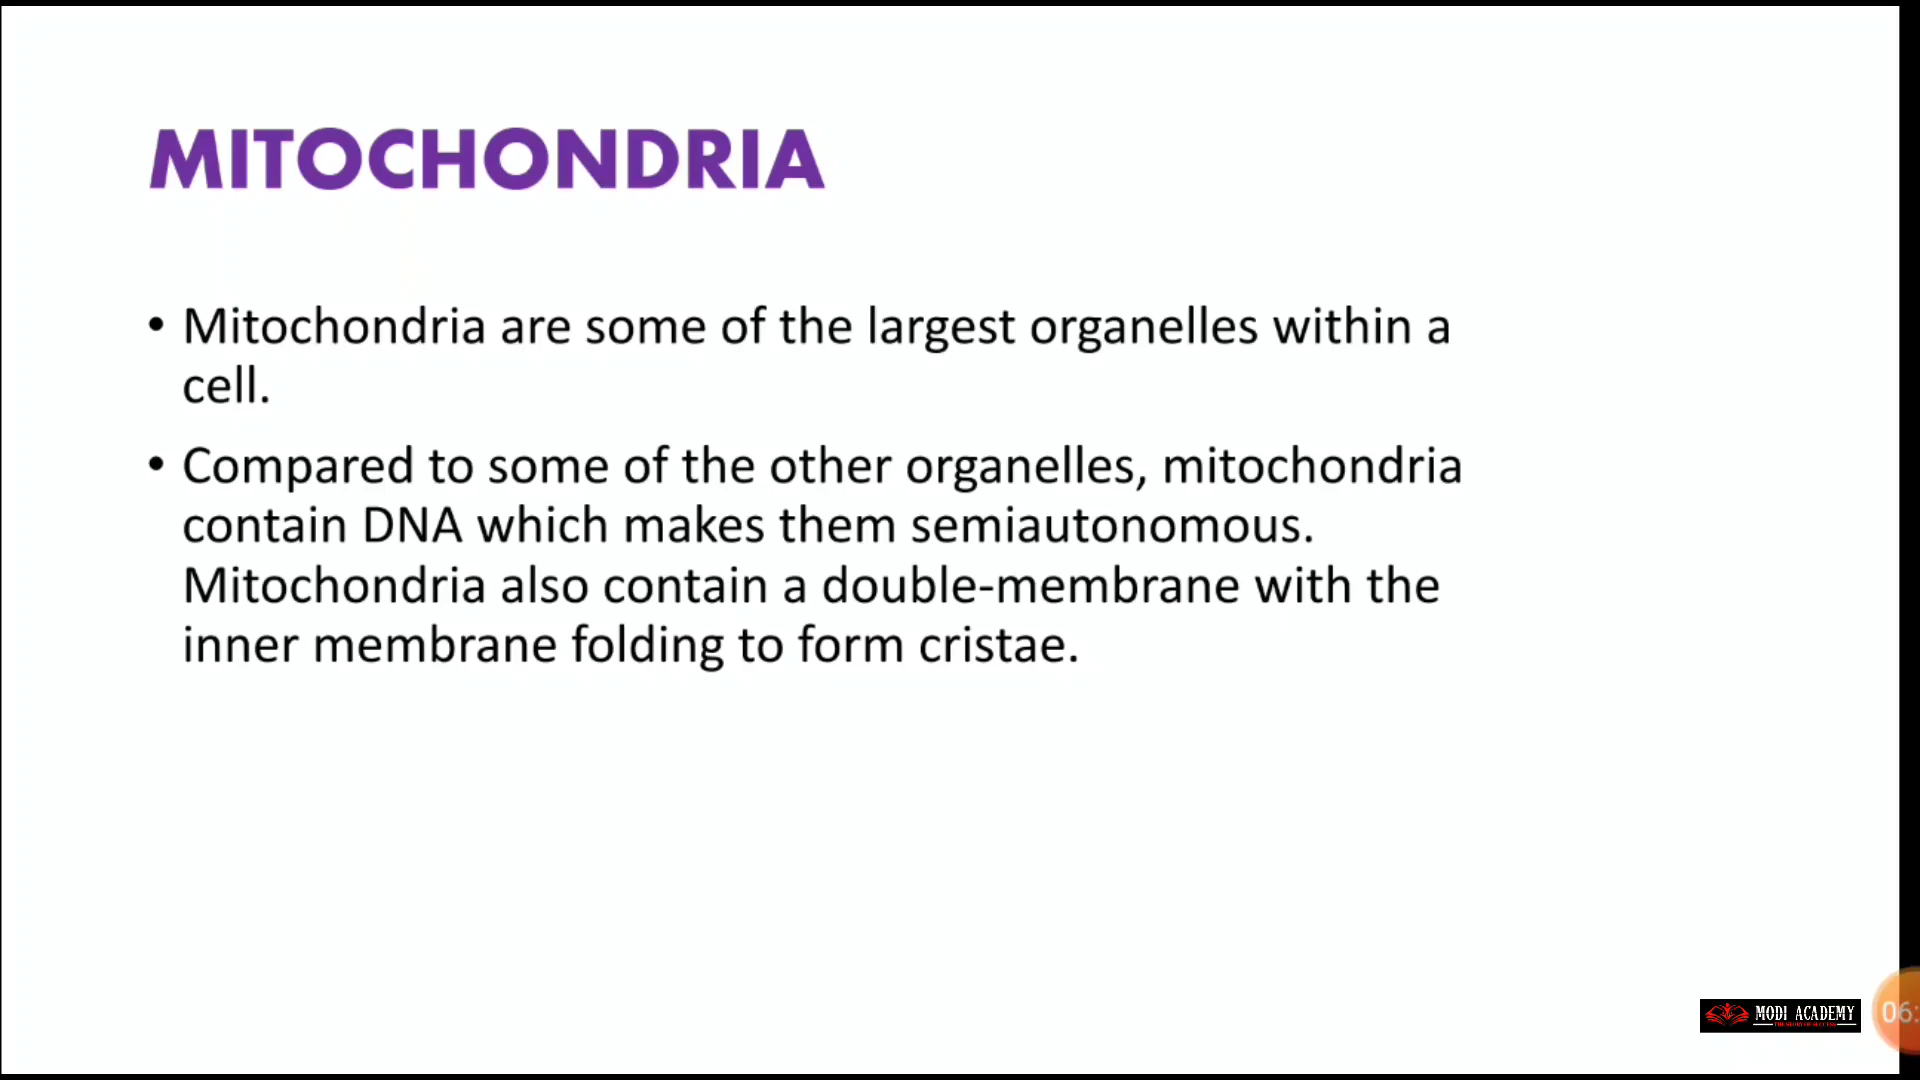 MITOCHONDRIA
• Mitochondria are some of the largest organelles within a
cell.
• Compared to some of the other organelles, mitochondria
contain DNA which makes them semiautonomous.
Mitochondria also contain a double-membrane with the
inner membrane folding to form cristae.
MODI ACADEMY
06: